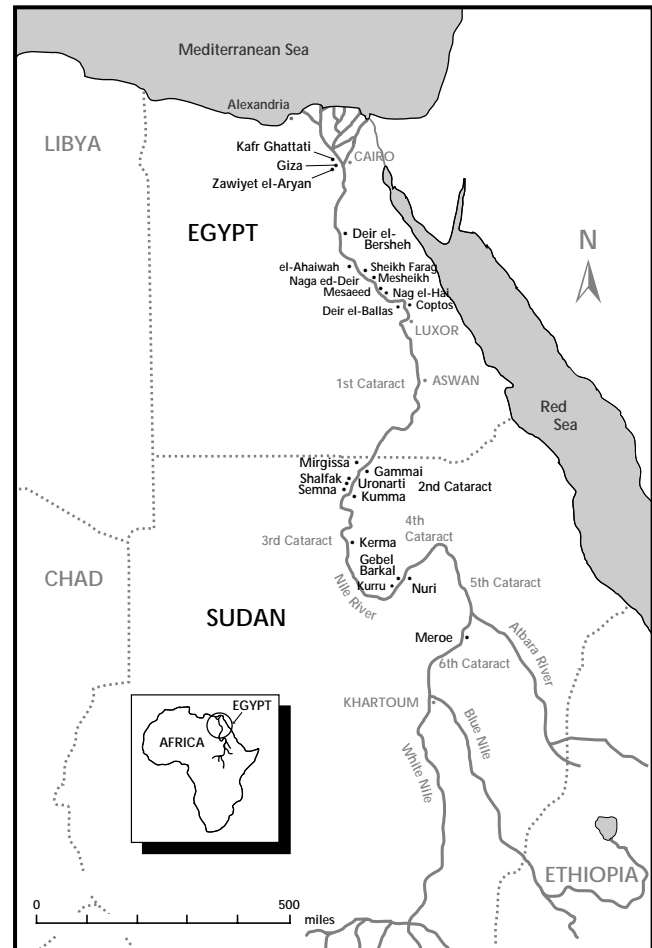 Mediterranean Sea
Alexandria
LIBYA
Kafr Ghattati
CAIRO
Giza
Zawiyet el-Aryan
EGYPT
Deir el-
Bersheh
N
el-Ahaiwah
Sheikh Farag
Naga ed-Deir
Mesheikh
Mesaeed
Nag el-Hai
Deir el-Ballas
Coptos
LUXOR
1st Cataract
ASWAN
Red
Sea
Mirgissa
Gammai
Shalfak
Uronarti
2nd Cataract
Semna
Kumma
4th
Cataract
3rd Cataract
Kerma
Gebel
Barkal
CHAD
Kurru
Nuri
5th Cataract
Nile River
SUDAN
Meroe
Atbara River
6th Cataract
KHARTOUM
EGYPT
AFRICA
Blue Nile
White Nile
ETHIOPIA
0
500
miles